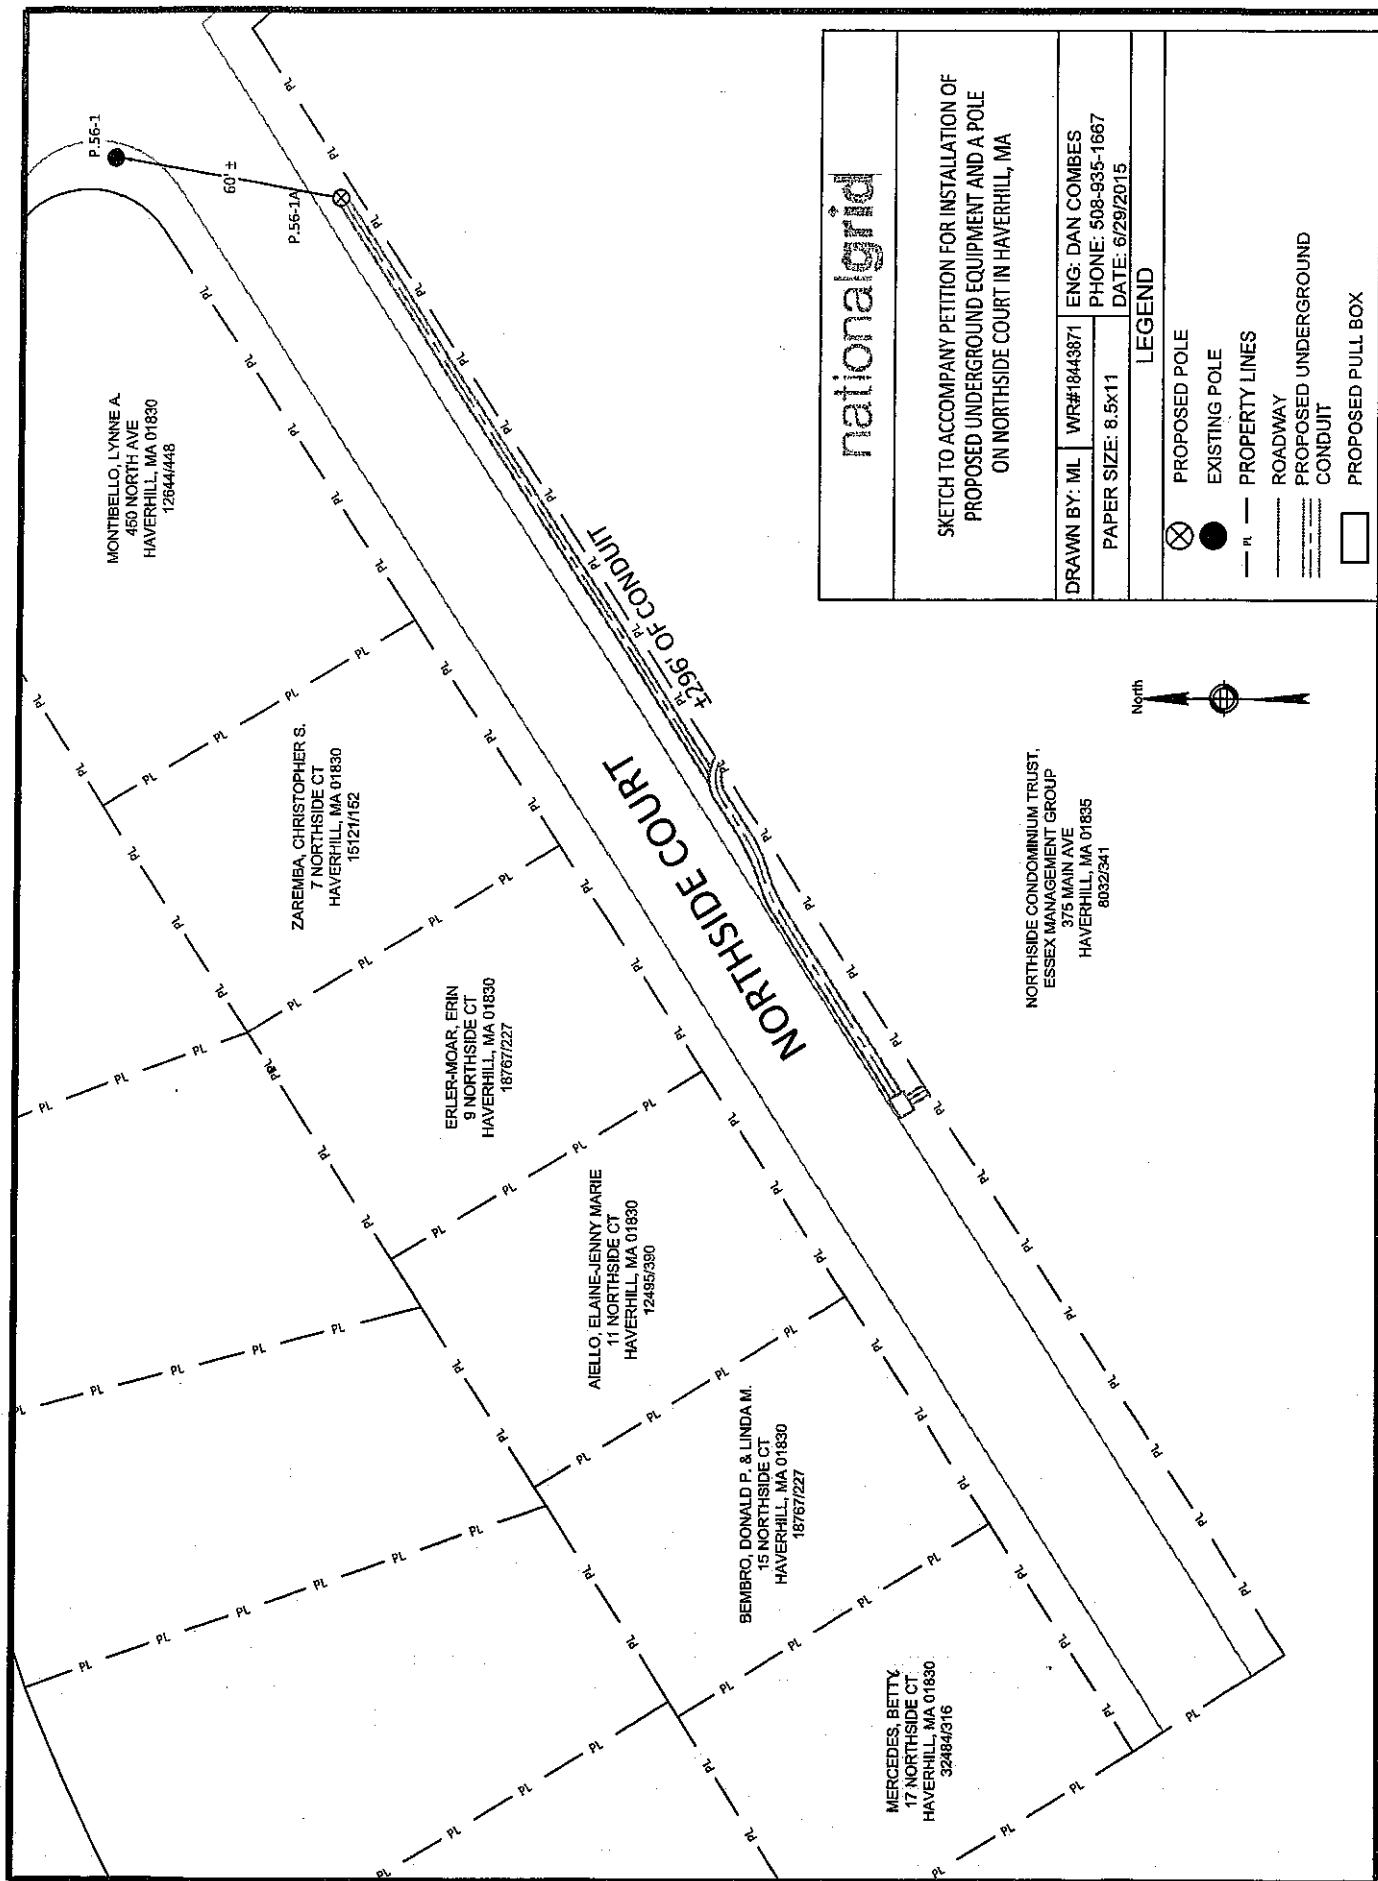 P.56-1
60' ±
P.56-1A
MONTIBELLO, LYNNE A.
450 NORTH AVE
HAVERHILL, MA 01830
12644/448
ZAREMBA, CHRISTOPHER S.
7 NORTHSIDE CT
HAVERHILL, MA 01830
15121/152
ERLER-MOAR, ERIN
9 NORTHSIDE CT
HAVERHILL, MA 01830
18767/227
AIELLO, ELAINE-JENNY MARIE
11 NORTHSIDE CT
HAVERHILL, MA 01830
12495/390
BEMBRO, DONALD P. & LINDA M.
15 NORTHSIDE CT
HAVERHILL, MA 01830
18767/227
MERCEDES, BETTY
17 NORTHSIDE CT
HAVERHILL, MA 01830
32484/316
NORTHSIDE COURT
±296' OF CONDUIT
NORTHSIDE CONDOMINIUM TRUST,
ESSEX MANAGEMENT GROUP
375 MAIN AVE
HAVERHILL, MA 01835
8032/341
North
nationalgrid
SKETCH TO ACCOMPANY PETITION FOR INSTALLATION OF
PROPOSED UNDERGROUND EQUIPMENT AND A POLE
ON NORTHSIDE COURT IN HAVERHILL, MA
DRAWN BY: ML
WR#18443871
ENG: DAN COMBES
PHONE: 508-935-1667
DATE: 6/29/2015
PAPER SIZE: 8.5x11
LEGEND
PROPOSED POLE
EXISTING POLE
PL PROPERTY LINES
ROADWAY
PROPOSED UNDERGROUND
CONDUIT
PROPOSED PULL BOX